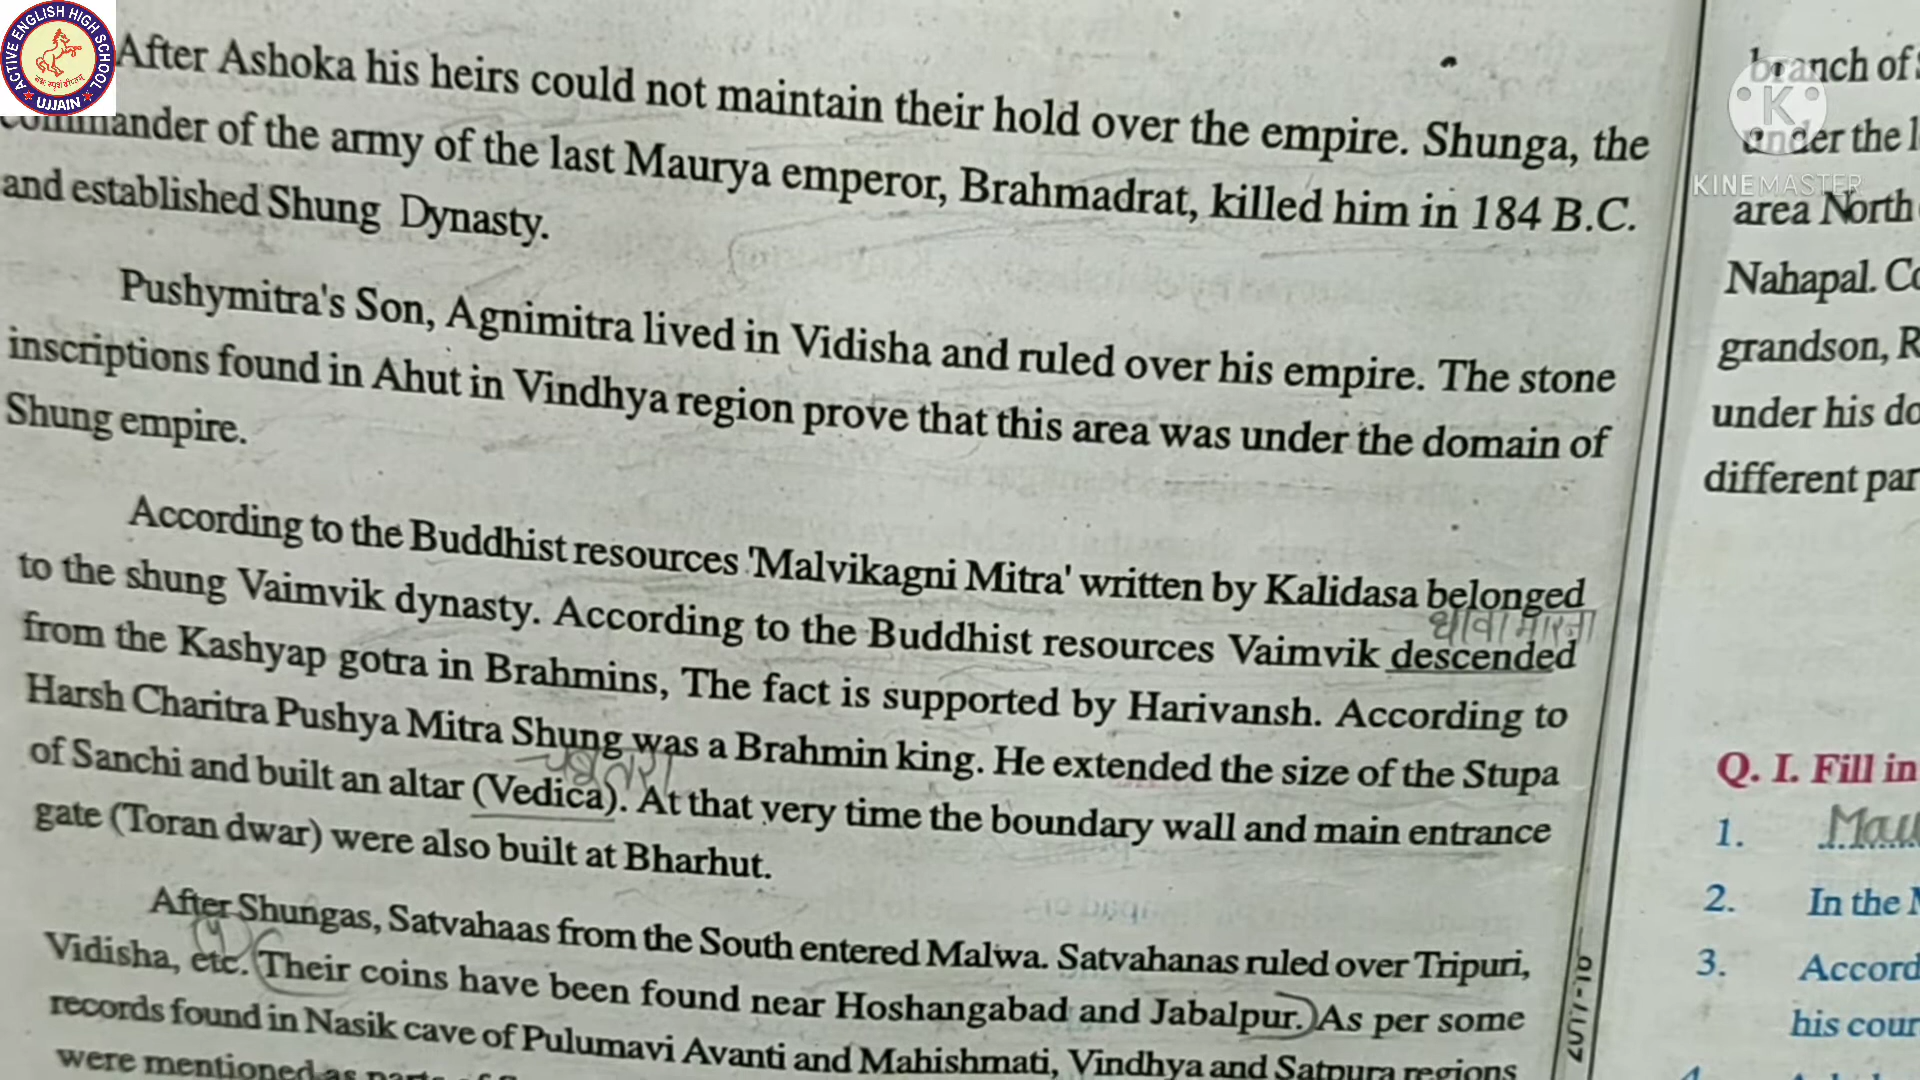 ACTIVE ENGLISH HIGH SCHOOL
UJJAIN
After Ashoka his heirs could not maintain their hold over the empire. Shunga, the
commander of the army of the last Maurya emperor, Brahmadrat, killed him in 184 B.C.
and established Shung Dynasty.
Pushymitra's Son, Agnimitra lived in Vidisha and ruled over his empire. The stone
inscriptions found in Ahut in Vindhya region prove that this area was under the domain of
Shung empire.
According to the Buddhist resources 'Malvikagni Mitra' written by Kalidasa belonged
to the shung Vaimvik dynasty. According to the Buddhist resources Vaimvik descended
धावा मारना
from the Kashyap gotra in Brahmins, The fact is supported by Harivansh. According to
Harsh Charitra Pushya Mitra Shung was a Brahmin king. He extended the size of the Stupa
of Sanchi and built an altar (Vedica). At that very time the boundary wall and main entrance
gate (Toran dwar) were also built at Bharhut.
After Shungas, Satvahaas from the South entered Malwa. Satvahanas ruled over Tripuri,
Vidisha, etc. Their coins have been found near Hoshangabad and Jabalpur. As per some
records found in Nasik cave of Pulumavi Avanti and Mahishmati, Vindhya and Satpura regions
were mentioned as parts of
2017-18
branch of
under the
area North
Nahapal.
grandson, R
under his do
different par
Q. I. Fill in
1. Mau
2. In the
3. Accord
his cour
K
KINEMASTER